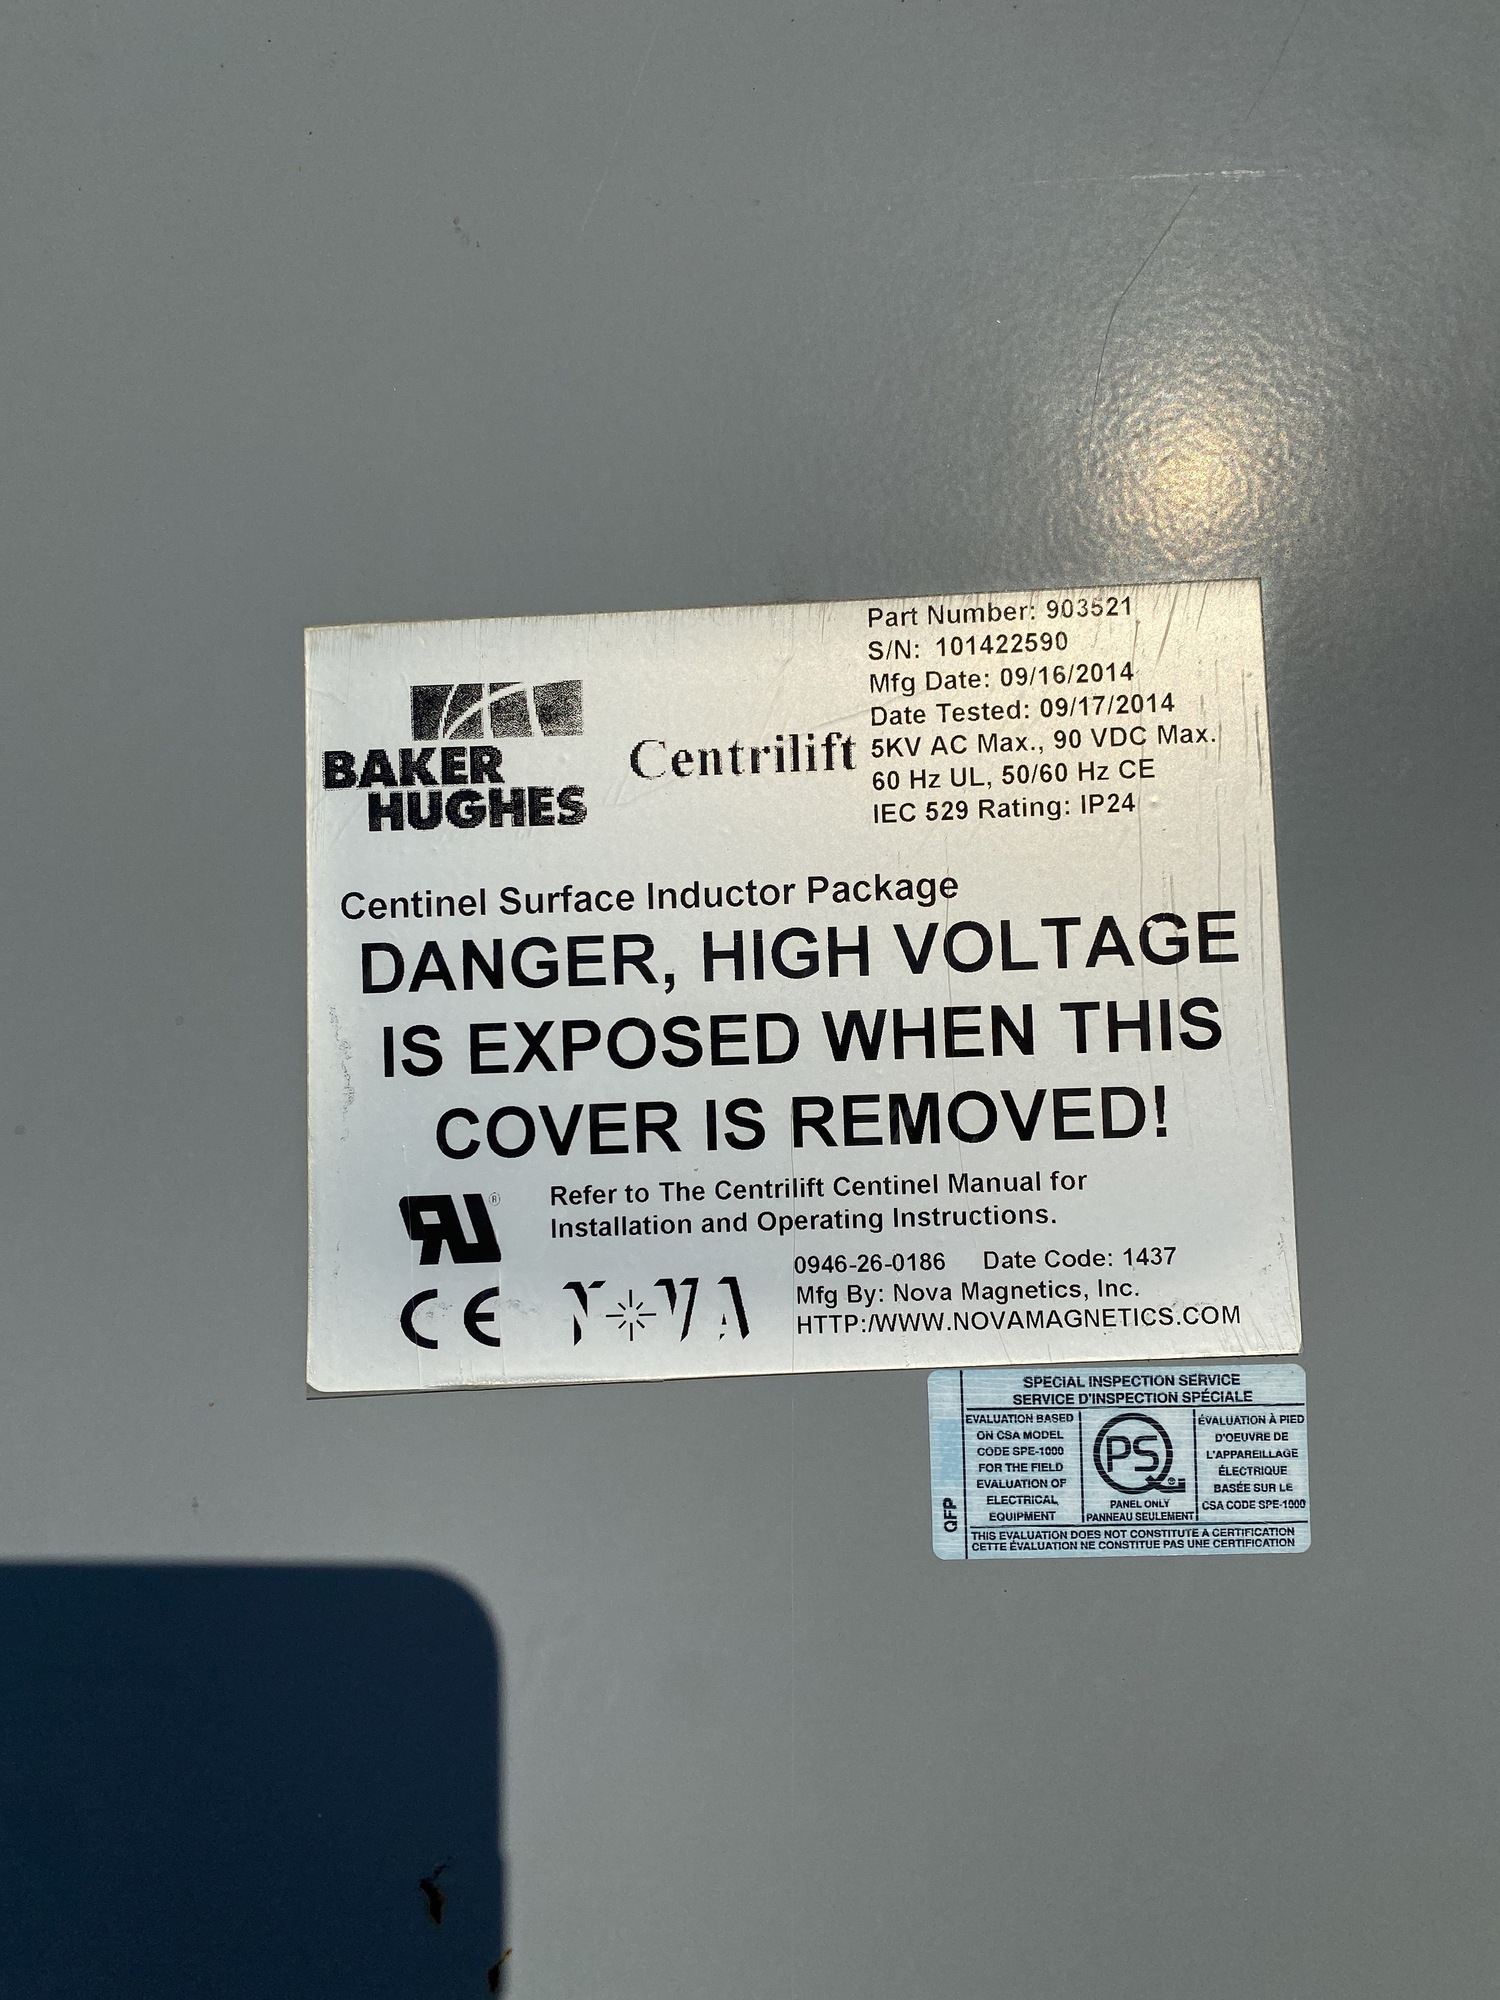 Part Number: 903521
S/N: 101422590
Mfg Date: 09/16/2014
Date Tested: 09/17/2014
5KV AC Max., 90 VDC Max.
60 Hz UL, 50/60 Hz CE
IEC 529 Rating: IP24
BAKER
HUGHES
Centrilift
Centinel Surface Inductor Package
DANGER, HIGH VOLTAGE
IS EXPOSED WHEN THIS
COVER IS REMOVED!
RU ®
Refer to The Centrilift Centinel Manual for
Installation and Operating Instructions.
CE
NOVA
0946-26-0186 Date Code: 1437
Mfg By: Nova Magnetics, Inc.
HTTP:/WWW.NOVAMAGNETICS.COM
SPECIAL INSPECTION SERVICE
SERVICE D'INSPECTION SPÉCIALE
QFP
EVALUATION BASED
ON CSA MODEL
CODE SPE-1000
FOR THE FIELD
EVALUATION OF
ELECTRICAL
EQUIPMENT
PS
PANEL ONLY
PANNEAU SEULEMENT
ÉVALUATION À PIED
D'OEUVRE DE
L'APPAREILLAGE
ÉLECTRIQUE
BASÉE SUR LE
CSA CODE SPE-1000
THIS EVALUATION DOES NOT CONSTITUTE A CERTIFICATION
CETTE ÉVALUATION NE CONSTITUE PAS UNE CERTIFICATION